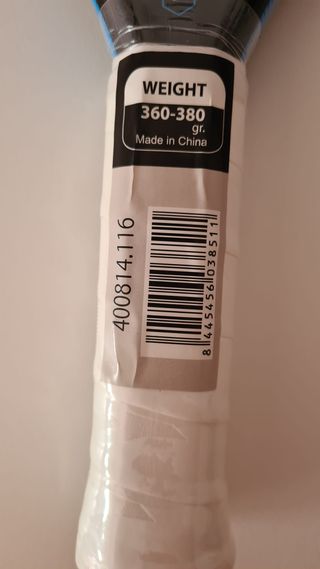 WEIGHT
360-380
gr.
Made in China
400814.116
8 445456 038511